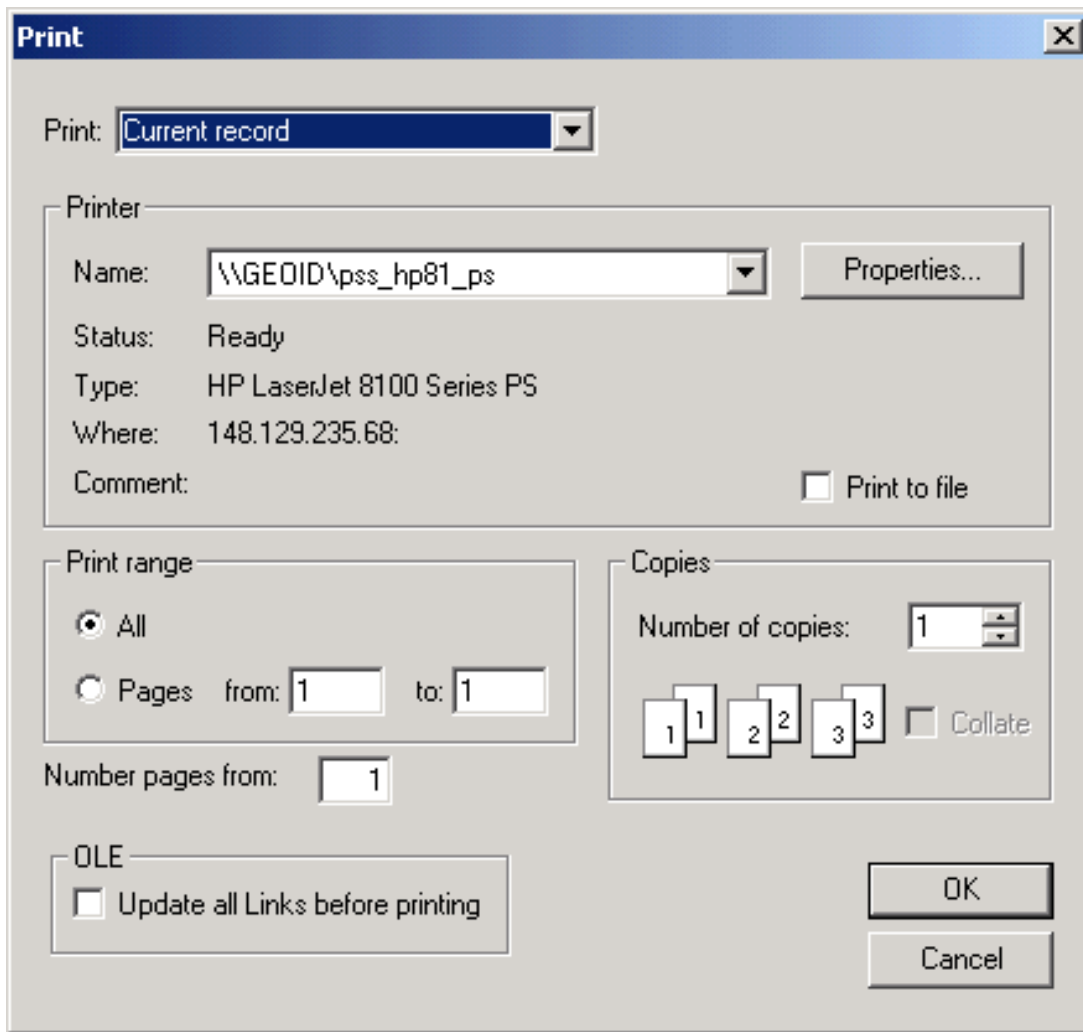 Print
Print: Current record
Printer
Name: \\GEOID\pss_hp81_ps Properties...
Status: Ready
Type: HP LaserJet 8100 Series PS
Where: 148.129.235.68:
Comment: Print to file
Print range
All
Pages from: 1 to: 1
Number pages from: 1
Copies
Number of copies: 1
1 1 2 2 3 3 Collate
OLE
Update all Links before printing
OK
Cancel